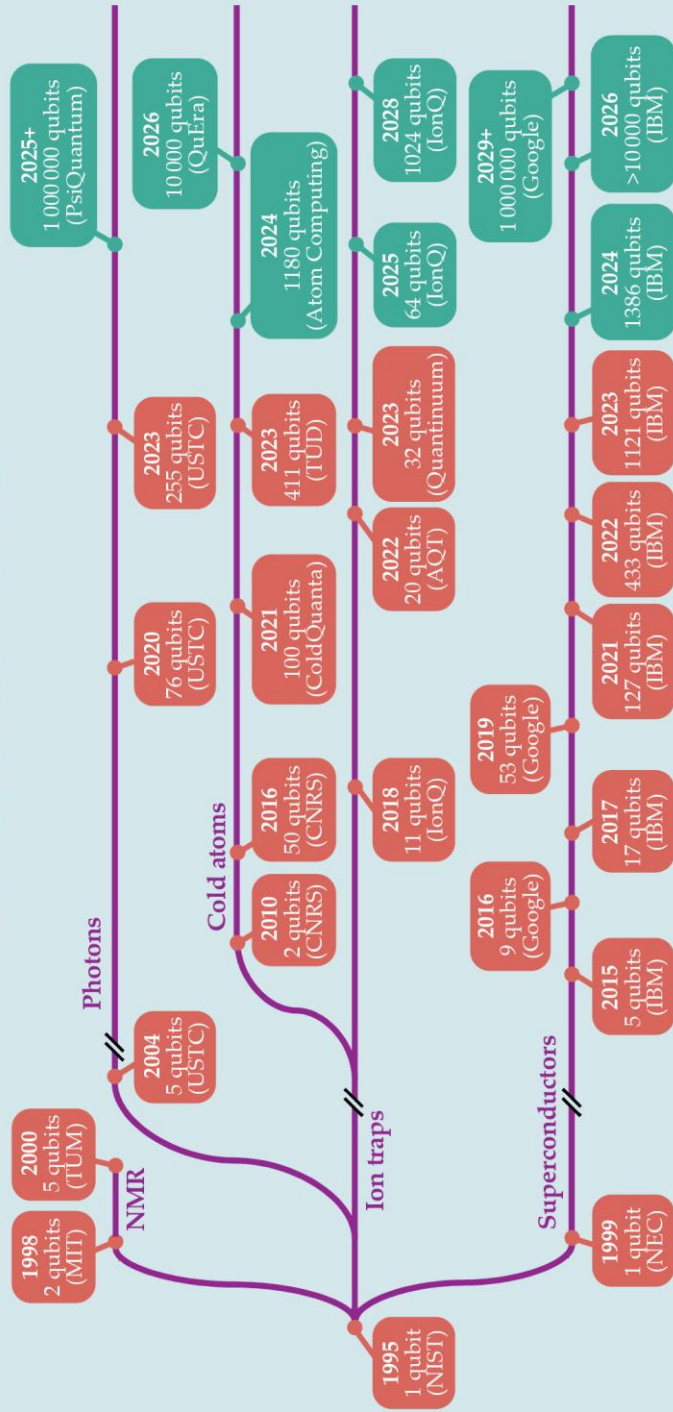 1998
2 qubits
(MIT)
2000
5 qubits
(TUM)
NMR
2004
5 qubits
(USTC)
Photons
2020
76 qubits
(USTC)
2023
255 qubits
(USTC)
2025+
1 000 000 qubits
(PsiQuantum)
Cold atoms
2010
2 qubits
(CNRS)
2016
50 qubits
(CNRS)
2021
100 qubits
(ColdQuanta)
2023
411 qubits
(TUD)
2024
1180 qubits
(Atom Computing)
2026
10 000 qubits
(QuEra)
1995
1 qubit
(NIST)
Ion traps
2018
11 qubits
(IonQ)
2022
20 qubits
(AQT)
2023
32 qubits
(Quantinuum)
2025
64 qubits
(IonQ)
2028
1024 qubits
(IonQ)
1999
1 qubit
(NEC)
Superconductors
2015
5 qubits
(IBM)
2016
9 qubits
(Google)
2017
17 qubits
(IBM)
2019
53 qubits
(Google)
2021
127 qubits
(IBM)
2022
433 qubits
(IBM)
2023
1121 qubits
(IBM)
2024
1386 qubits
(IBM)
2026
>10 000 qubits
(IBM)
2029+
1 000 000 qubits
(Google)